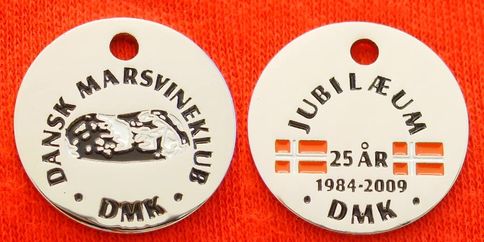 DANSK MARSVINEKLUB
· DMK ·
JUBILÆUM
25 ÅR
1984-2009
· DMK ·